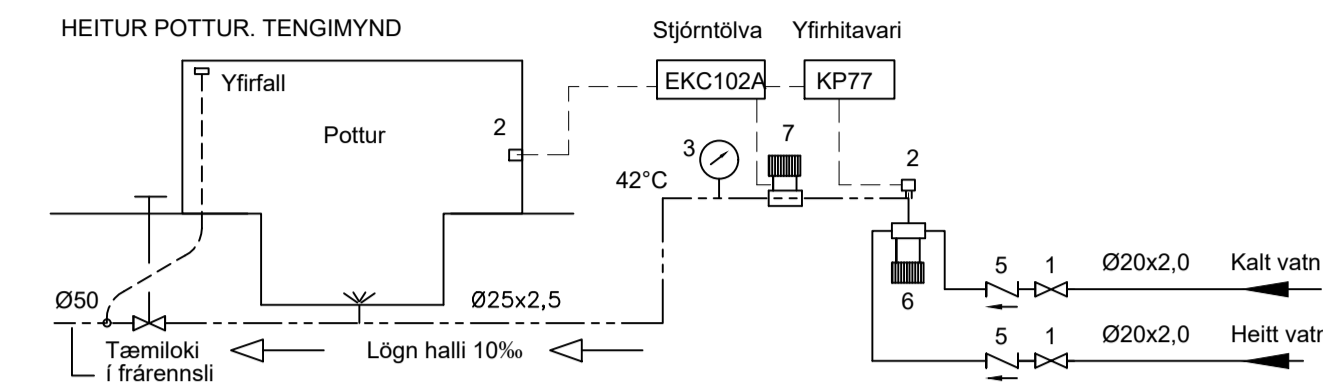 HEITUR POTTUR. TENGIMYND
Stjórntölva
Yfirhitavari
EKC102A
KP77
Yfirfall
Pottur
2
3
7
2
42°C
Ø50
Ø25x2,5
6
5
1
Ø20x2,0
Kalt vatn
5
1
Ø20x2,0
Heitt vatn
Tæmiloki
í frárennsli
Lögn halli 10‰